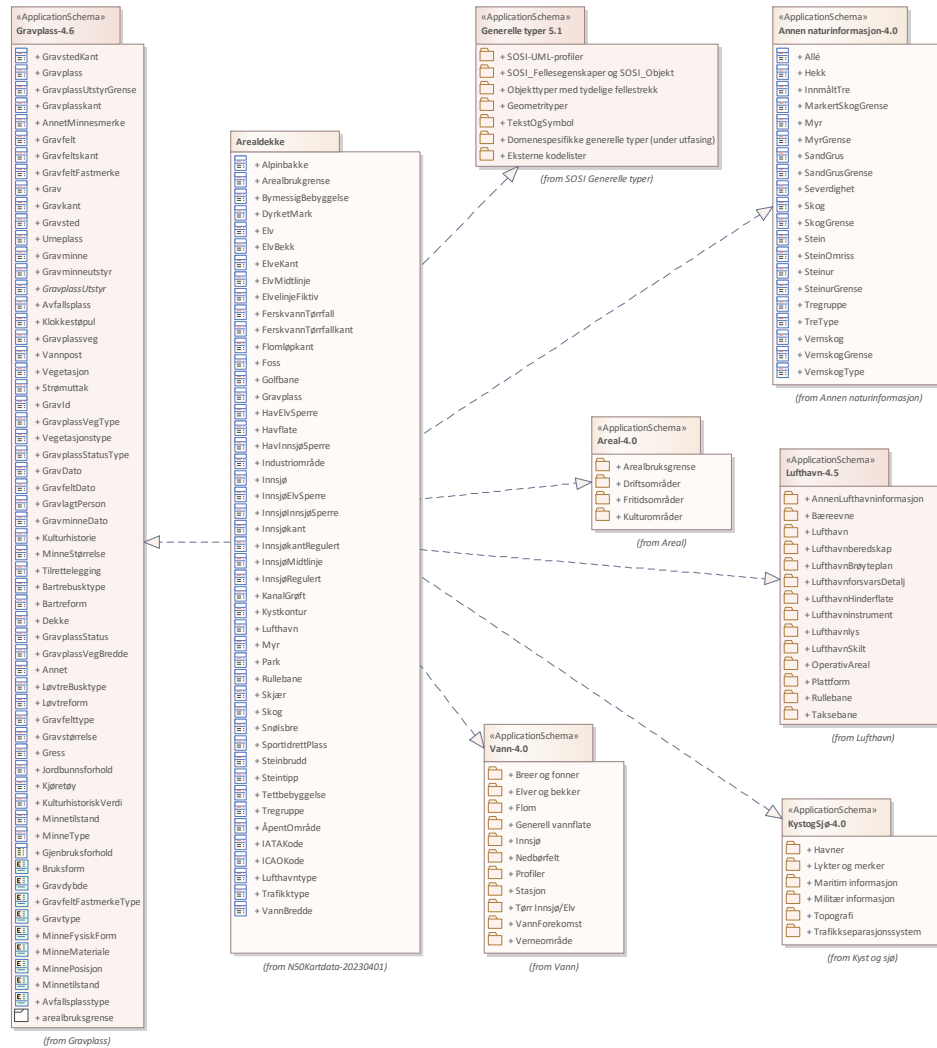 «ApplicationSchema»
Gravplass-4.6
+ GravstedKant
+ Gravplass
+ GravplassUtstyrGrense
+ Gravplasskant
+ AnnetMinnesmerke
+ Gravfelt
+ Gravfeltskant
+ GravfeltFastmerke
+ Grav
+ Gravkant
+ Gravsted
+ Urneplass
+ Gravminne
+ Gravminneutstyr
+ GravplassUtstyr
+ Avfallsplass
+ Klokkestøpul
+ Gravplassveg
+ Vannpost
+ Vegetasjon
+ Strømuttak
+ GravId
+ GravplassVegType
+ Vegetasjonstype
+ GravplassStatusType
+ GravDato
+ GravfeltDato
+ GravlagtPerson
+ GravminneDato
+ Kulturhistorie
+ MinneStørrelse
+ Tilrettelegging
+ Bartrebusktype
+ Bartreform
+ Dekke
+ GravplassStatus
+ GravplassVegBredde
+ Annet
+ LøvtreBusktype
+ Løvtreform
+ Gravfelttype
+ Gravstørrelse
+ Gress
+ Jordbunnsforhold
+ Kjøretøy
+ KulturhistoriskVerdi
+ Minnetilstand
+ MinneType
+ Gjenbruksforhold
+ Bruksform
+ Gravdybde
+ GravfeltFastmerkeType
+ Gravtype
+ MinneFysiskForm
+ MinneMateriale
+ MinnePosisjon
+ Minnetilstand
+ Avfallsplasstype
+ arealbruksgrense
(from Gravplass)
Arealdekke
+ Alpinbakke
+ Arealbrukgrense
+ BymessigBebyggelse
+ DyrketMark
+ Elv
+ ElvBekk
+ ElveKant
+ ElvMidtlinje
+ ElvelinjeFiktiv
+ FerskvannTørrfall
+ FerskvannTørrfallkant
+ Flomløpkant
+ Foss
+ Golfbane
+ Gravplass
+ HavElvSperre
+ Havflate
+ HavInnsjøSperre
+ Industriområde
+ Innsjø
+ InnsjøElvSperre
+ InnsjøInnsjøSperre
+ Innsjøkant
+ InnsjøkantRegulert
+ InnsjøMidtlinje
+ InnsjøRegulert
+ KanalGrøft
+ Kystkontur
+ Lufthavn
+ Myr
+ Park
+ Rullebane
+ Skjær
+ Skog
+ SnøIsbre
+ SportIdrettPlass
+ Steinbrudd
+ Steintipp
+ Tettbebyggelse
+ Tregruppe
+ ÅpentOmråde
+ IATAKode
+ ICAOKode
+ Lufthavntype
+ Trafikktype
+ VannBredde
(from N50Kartdata-20230401)
«ApplicationSchema»
Generelle typer 5.1
+ SOSI-UML-profiler
+ SOSI_Fellesegenskaper og SOSI_Objekt
+ Objekttyper med tydelige fellestrekk
+ Geometrityper
+ TekstOgSymbol
+ Domenespesifikke generelle typer (under utfasing)
+ Eksterne kodelister
(from SOSI Generelle typer)
«ApplicationSchema»
Annen naturinformasjon-4.0
+ Allé
+ Hekk
+ InnmåltTre
+ MarkertSkogGrense
+ Myr
+ MyrGrense
+ SandGrus
+ SandGrusGrense
+ Severdighet
+ Skog
+ SkogGrense
+ Stein
+ SteinOmriss
+ Steinur
+ SteinurGrense
+ Tregruppe
+ TreType
+ Vernskog
+ VernskogGrense
+ VernskogType
(from Annen naturinformasjon)
«ApplicationSchema»
Areal-4.0
+ Arealbruksgrense
+ Driftsområder
+ Fritidsområder
+ Kulturområder
(from Areal)
«ApplicationSchema»
Lufthavn-4.5
+ AnnenLufthavninformasjon
+ Bæreevne
+ Lufthavn
+ Lufthavnberedskap
+ LufthavnBrøyteplan
+ LufthavnforsvarsDetalj
+ LufthavnHinderflate
+ Lufthavninstrument
+ Lufthavnlys
+ LufthavnSkilt
+ OperativAreal
+ Plattform
+ Rullebane
+ Taksebane
(from Lufthavn)
«ApplicationSchema»
Vann-4.0
+ Breer og fonner
+ Elver og bekker
+ Flom
+ Generell vannflate
+ Innsjø
+ Nedbørfelt
+ Profiler
+ Stasjon
+ Tørr Innsjø/Elv
+ VannForekomst
+ Verneområde
(from Vann)
«ApplicationSchema»
KystogSjø-4.0
+ Havner
+ Lykter og merker
+ Maritim informasjon
+ Militær informasjon
+ Topografi
+ Trafikkseparasjonssystem
(from Kyst og sjø)